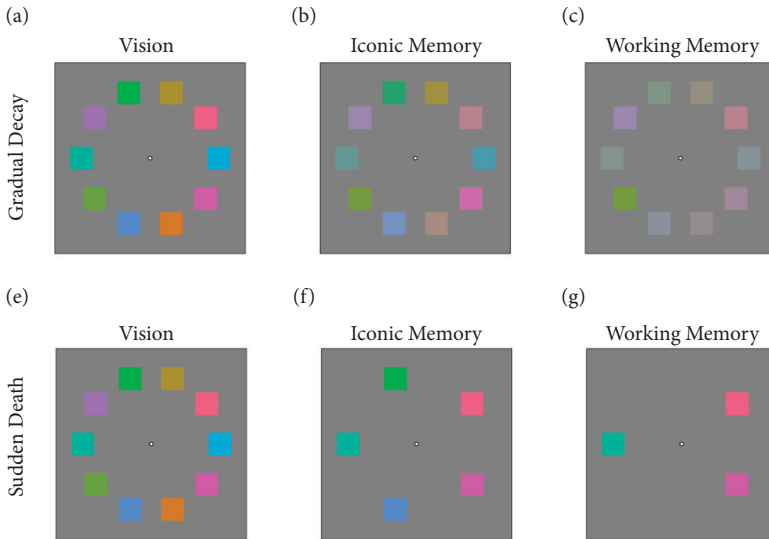 (a)
(b)
(c)
Vision
Iconic Memory
Working Memory
Gradual Decay
(e)
(f)
(g)
Vision
Iconic Memory
Working Memory
Sudden Death